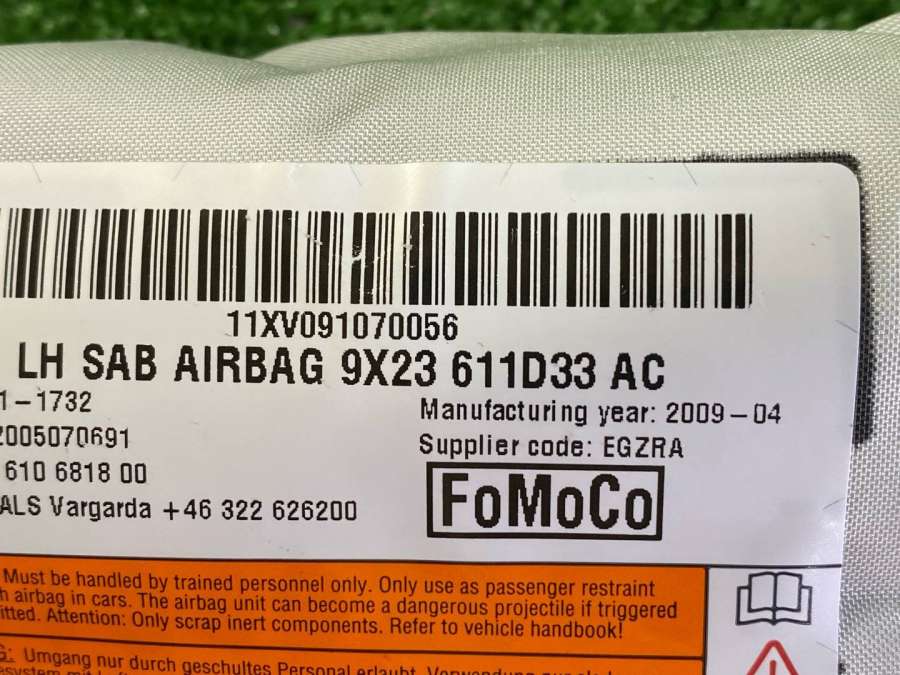 11XV091070056
LH SAB AIRBAG 9X23 611D33 AC
1-1732
Manufacturing year: 2009-04
2005070691
Supplier code: EGZRA
610 6818 00
ALS Vargarda +46 322 626200
FoMoCo
Must be handled by trained personnel only. Only use as passenger restraint
airbag in cars. The airbag unit can become a dangerous projectile if triggered
Attention: Only scrap inert components. Refer to vehicle handbook!
Umgang nur durch geschultes Personal erlaubt. Verwendung nur